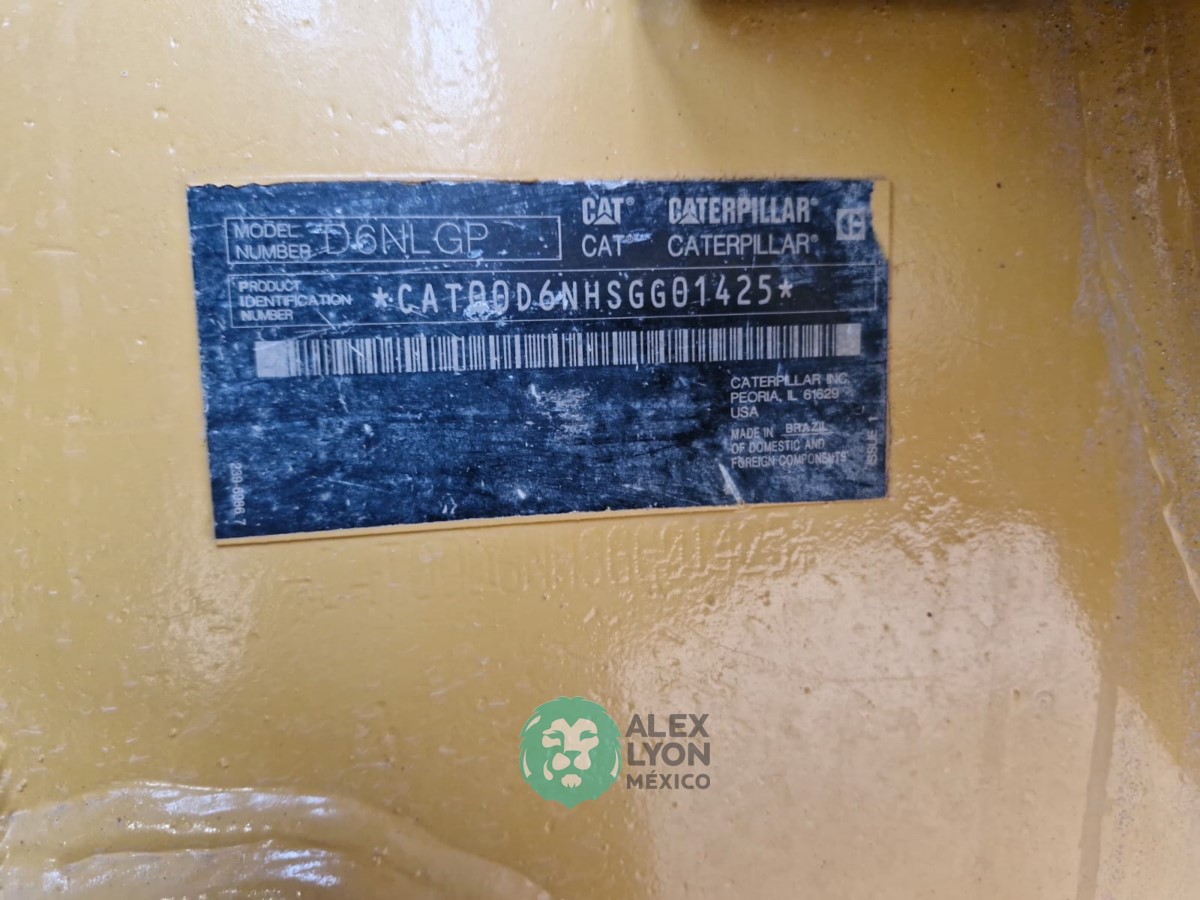 MODEL
NUMBER D6NLGP
CAT® CATERPILLAR®
CAT CATERPILLAR®
PRODUCT
IDENTIFICATION
NUMBER *CAT00D6NHSGG01425*
CATERPILLAR INC.
PEORIA, IL 61629
USA
MADE IN BRAZIL
OF DOMESTIC AND
FOREIGN COMPONENTS
ISSUE 1
ALEX
LYON
MÉXICO